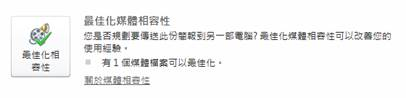 最佳化媒體相容性
您是否規劃要傳送此份簡報到另一部電腦? 最佳化媒體相容性可以改善您的
使用經驗。
有 1 個媒體檔案可以最佳化。
關於媒體相容性
最佳化相
容性